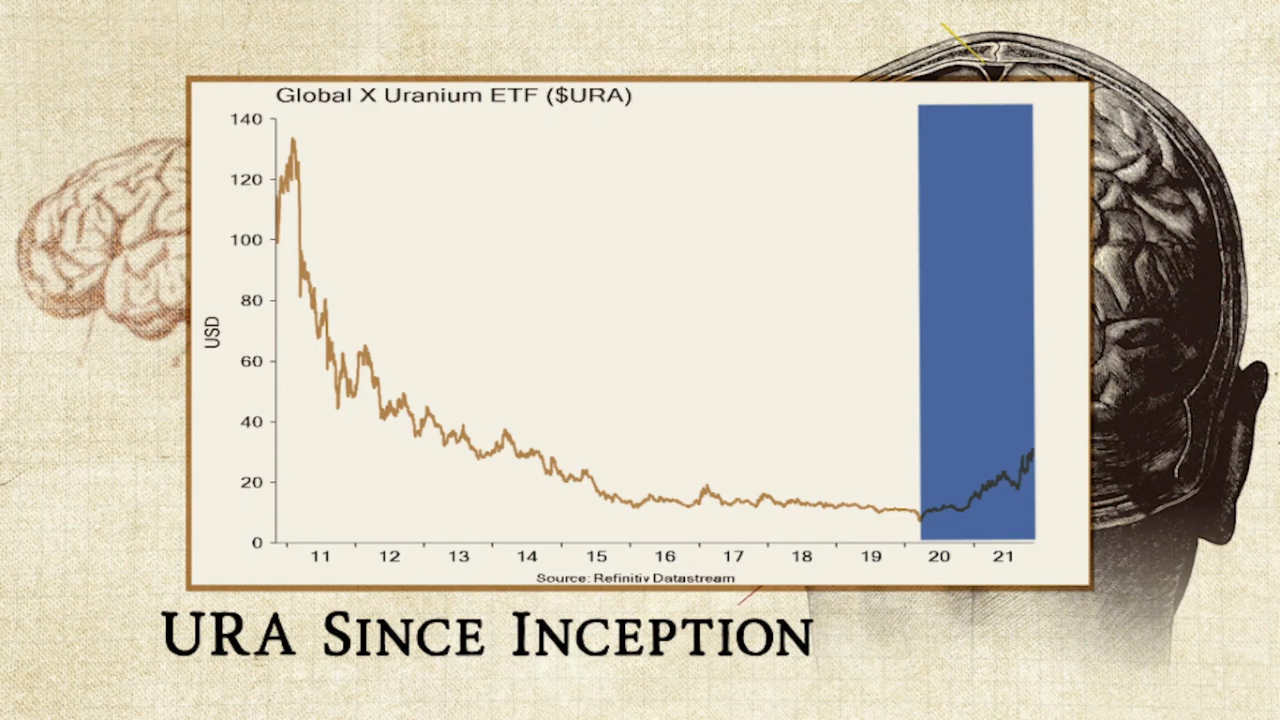 Global X Uranium ETF ($URA)
140
120
100
80
60
40
20
0
USD
11 12 13 14 15 16 17 18 19 20 21
Source: Refinitiv Datastream
URA SINCE INCEPTION